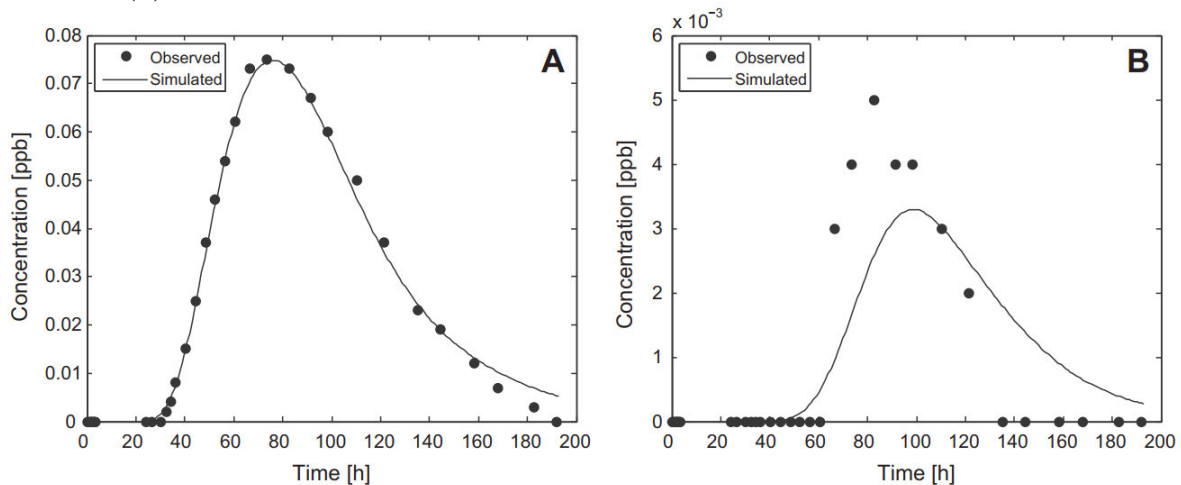 0.08
0.07
0.06
0.05
0.04
0.03
0.02
0.01
0
Concentration [ppb]
Observed
Simulated
A
0 20 40 60 80 100 120 140 160 180 200
Time [h]
x 10⁻³
6
5
4
3
2
1
0
Concentration [ppb]
Observed
Simulated
B
0 20 40 60 80 100 120 140 160 180 200
Time [h]